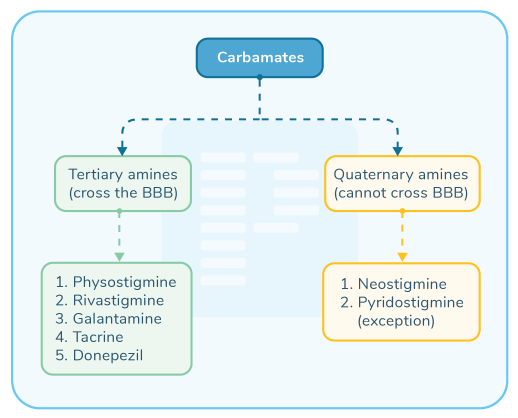 Carbamates
Tertiary amines
(cross the BBB)
Quaternary amines
(cannot cross BBB)
1. Physostigmine
2. Rivastigmine
3. Galantamine
4. Tacrine
5. Donepezil
1. Neostigmine
2. Pyridostigmine
(exception)